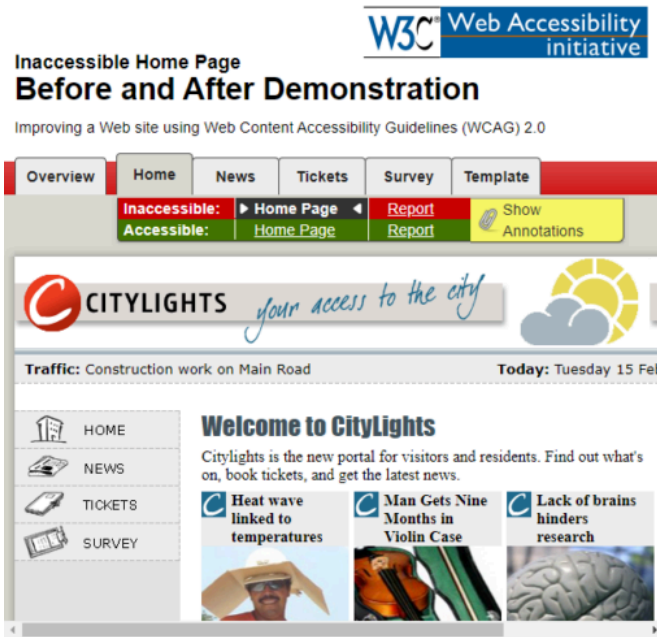 W3C® Web Accessibility
initiative
Inaccessible Home Page
Before and After Demonstration
Improving a Web site using Web Content Accessibility Guidelines (WCAG) 2.0
Overview Home News Tickets Survey Template
Inaccessible: Home Page Report
Accessible: Home Page Report
Show
Annotations
CITYLIGHTS your access to the city
Traffic: Construction work on Main Road Today: Tuesday 15 Fe
HOME
NEWS
TICKETS
SURVEY
Welcome to CityLights
Citylights is the new portal for visitors and residents. Find out what's
on, book tickets, and get the latest news.
Heat wave
linked to
temperatures
Man Gets Nine
Months in
Violin Case
Lack of brains
hinders
research